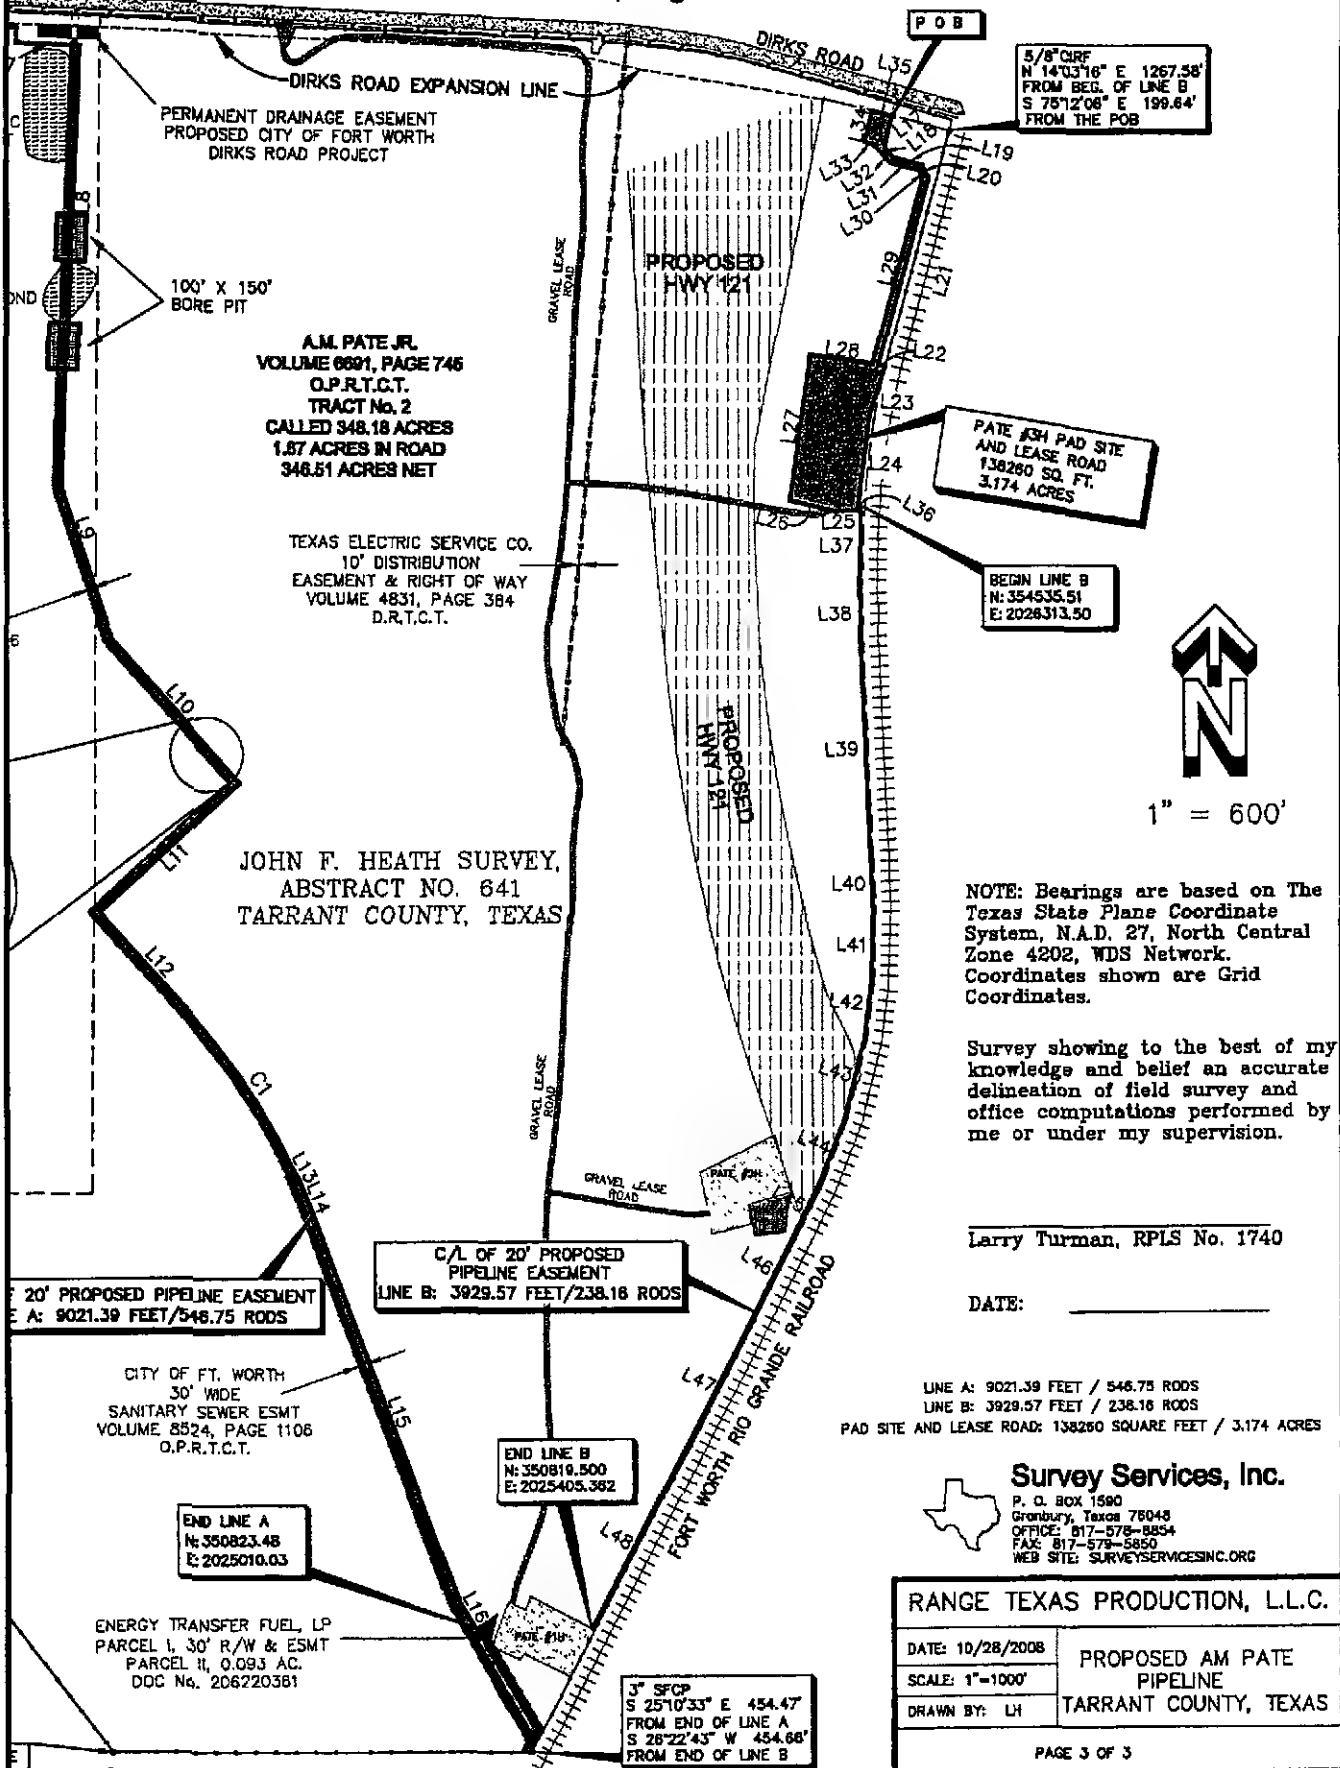 P O B
DIRKS ROAD
L35
5/8" CIRF
N 14°03'16" E 1267.58'
FROM BEG. OF LINE B
S 75°12'06" E 199.64'
FROM THE POB
DIRKS ROAD EXPANSION LINE
PERMANENT DRAINAGE EASEMENT
PROPOSED CITY OF FORT WORTH
DIRKS ROAD PROJECT
L34
L17
L18
L19
L20
L33
L32
L31
L30
L8
100' X 150'
BORE PIT
OND
GRAVEL LEASE
ROAD
PROPOSED
HWY 121
L29
L21
A.M. PATE JR.
VOLUME 6691, PAGE 745
O.P.R.T.C.T.
TRACT No. 2
CALLED 348.18 ACRES
1.67 ACRES IN ROAD
346.51 ACRES NET
L28
L22
L27
L23
L24
PATE #3H PAD SITE
AND LEASE ROAD
138260 SQ. FT.
3.174 ACRES
L9
L26
L25
L36
L37
TEXAS ELECTRIC SERVICE CO.
10' DISTRIBUTION
EASEMENT & RIGHT OF WAY
VOLUME 4831, PAGE 384
D.R.T.C.T.
BEGIN LINE B
N: 354535.51
E: 2026313.50
L38
L10
PROPOSED
HWY 121
L39
N
1" = 600'
L11
JOHN F. HEATH SURVEY,
ABSTRACT NO. 641
TARRANT COUNTY, TEXAS
L40
L41
L42
L12
NOTE: Bearings are based on The
Texas State Plane Coordinate
System, N.A.D. 27, North Central
Zone 4202, WDS Network.
Coordinates shown are Grid
Coordinates.
Survey showing to the best of my
knowledge and belief an accurate
delineation of field survey and
office computations performed by
me or under my supervision.
C1
L43
GRAVEL LEASE
ROAD
L44
L13
L14
GRAVEL LEASE
ROAD
L46
Larry Turman, RPLS No. 1740
DATE:
C/L OF 20' PROPOSED
PIPELINE EASEMENT
LINE B: 3929.57 FEET/238.16 RODS
20' PROPOSED PIPELINE EASEMENT
E A: 9021.39 FEET/546.75 RODS
L47
FORT WORTH RIO GRANDE RAILROAD
CITY OF FT. WORTH
30' WIDE
SANITARY SEWER ESMT
VOLUME 8524, PAGE 1106
O.P.R.T.C.T.
L15
LINE A: 9021.39 FEET / 546.75 RODS
LINE B: 3929.57 FEET / 238.16 RODS
PAD SITE AND LEASE ROAD: 138260 SQUARE FEET / 3.174 ACRES
END LINE B
N: 350819.500
E: 2025405.362
L48
END LINE A
N: 350823.48
E: 2025010.03
Survey Services, Inc.
P. O. BOX 1590
Granbury, Texas 76048
OFFICE: 817-578-8854
FAX: 817-579-5850
WEB SITE: SURVEYSERVICESINC.ORG
L16
PATE #1H
ENERGY TRANSFER FUEL, LP
PARCEL I, 30' R/W & ESMT
PARCEL II, 0.093 AC.
DOC No. 206220381
3" SFCP
S 25°10'33" E 454.47'
FROM END OF LINE A
S 26°22'43" W 454.66'
FROM END OF LINE B
RANGE TEXAS PRODUCTION, L.L.C.
DATE: 10/28/2008
SCALE: 1"=1000'
DRAWN BY: LH
PROPOSED AM PATE
PIPELINE
TARRANT COUNTY, TEXAS
PAGE 3 OF 3